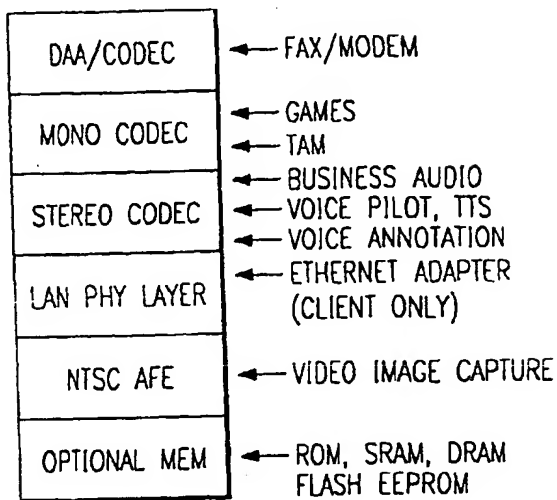 DAA/CODEC
FAX/MODEM
MONO CODEC
GAMES
TAM
STEREO CODEC
BUSINESS AUDIO
VOICE PILOT, TTS
VOICE ANNOTATION
LAN PHY LAYER
ETHERNET ADAPTER
(CLIENT ONLY)
NTSC AFE
VIDEO IMAGE CAPTURE
OPTIONAL MEM
ROM, SRAM, DRAM
FLASH EEPROM